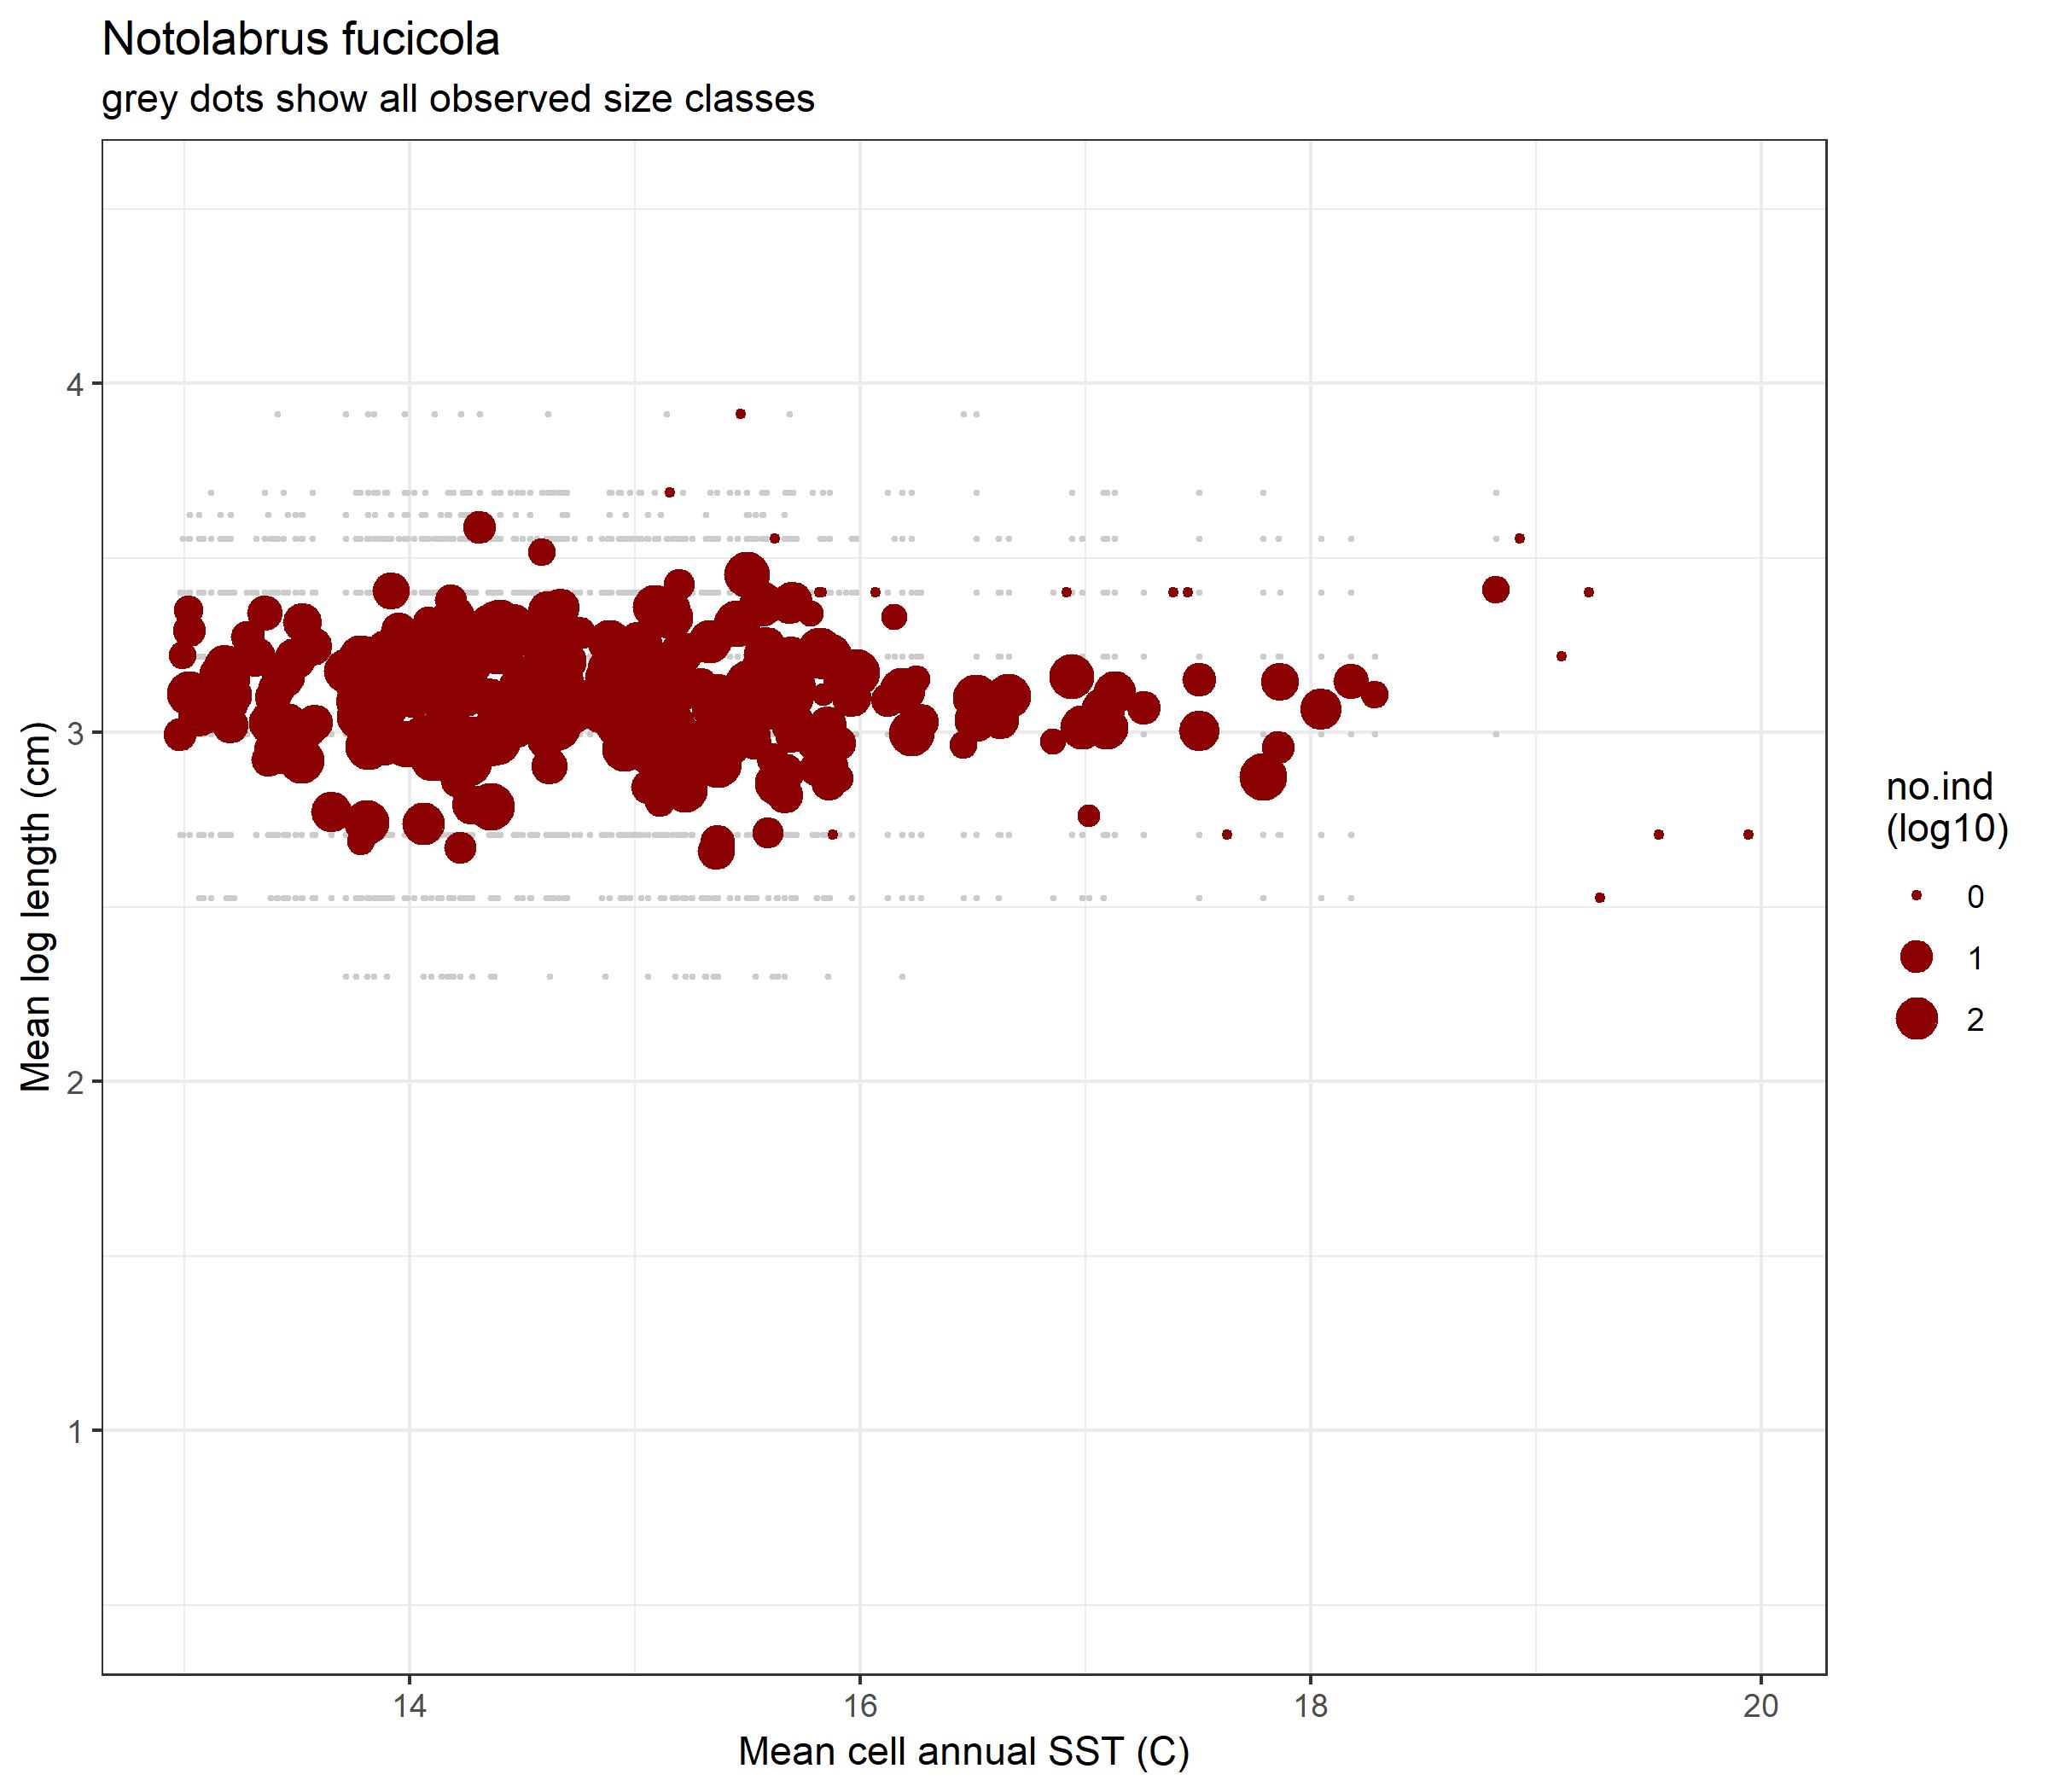 Notolabrus fucicola
grey dots show all observed size classes
Mean log length (cm)
4
3
2
1
14
16
18
20
Mean cell annual SST (C)
no.ind
(log10)
0
1
2